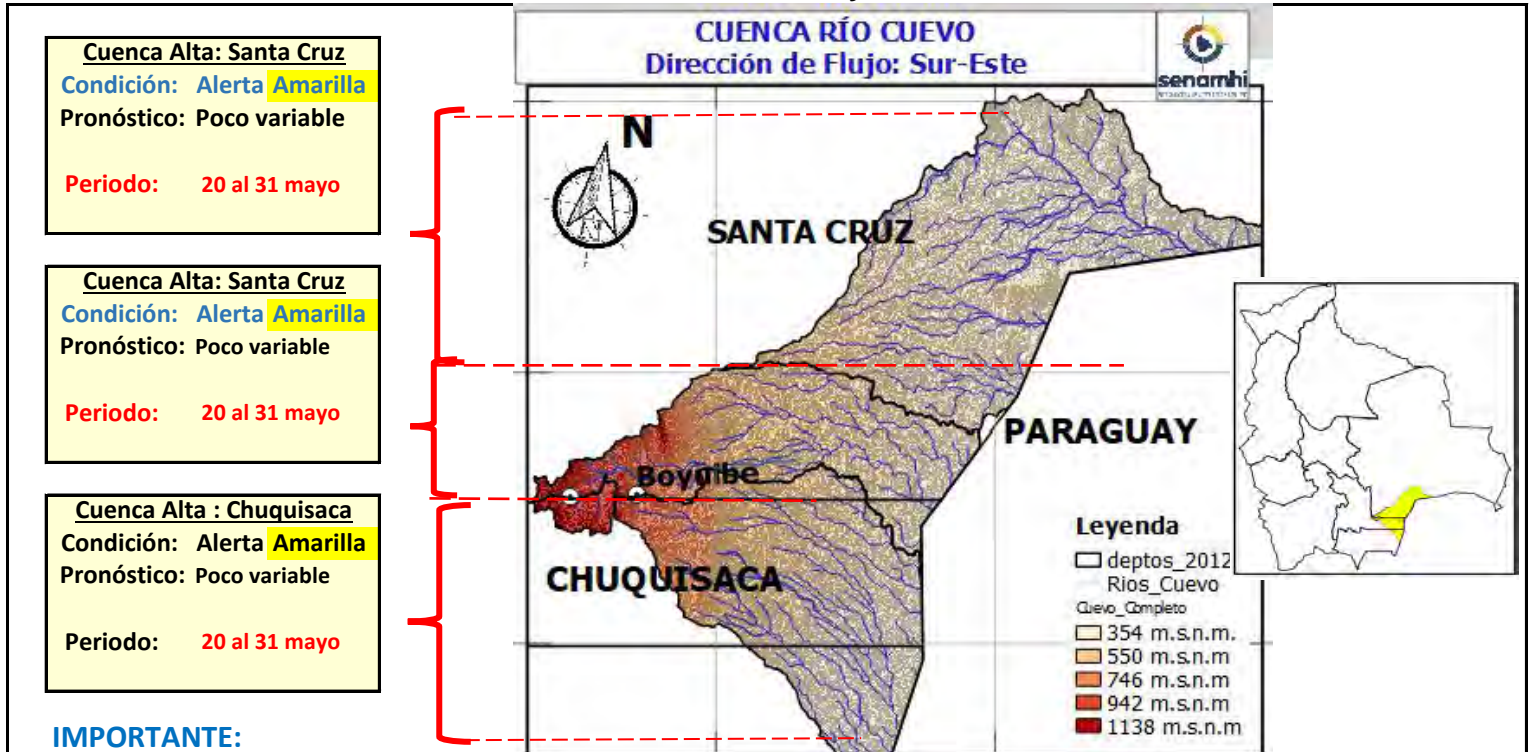 Cuenca Alta: Santa Cruz
Condición: Alerta Amarilla
Pronóstico: Poco variable
Periodo: 20 al 31 mayo
Cuenca Alta: Santa Cruz
Condición: Alerta Amarilla
Pronóstico: Poco variable
Periodo: 20 al 31 mayo
Cuenca Alta : Chuquisaca
Condición: Alerta Amarilla
Pronóstico: Poco variable
Periodo: 20 al 31 mayo
IMPORTANTE:
CUENCA RÍO CUEVO
Dirección de Flujo: Sur-Este
senamhi
N
SANTA CRUZ
PARAGUAY
Boyuibe
CHUQUISACA
Leyenda
deptos_2012
Rios_Cuevo
Cuevo_Completo
354 m.s.n.m.
550 m.s.n.m
746 m.s.n.m
942 m.s.n.m
1138 m.s.n.m